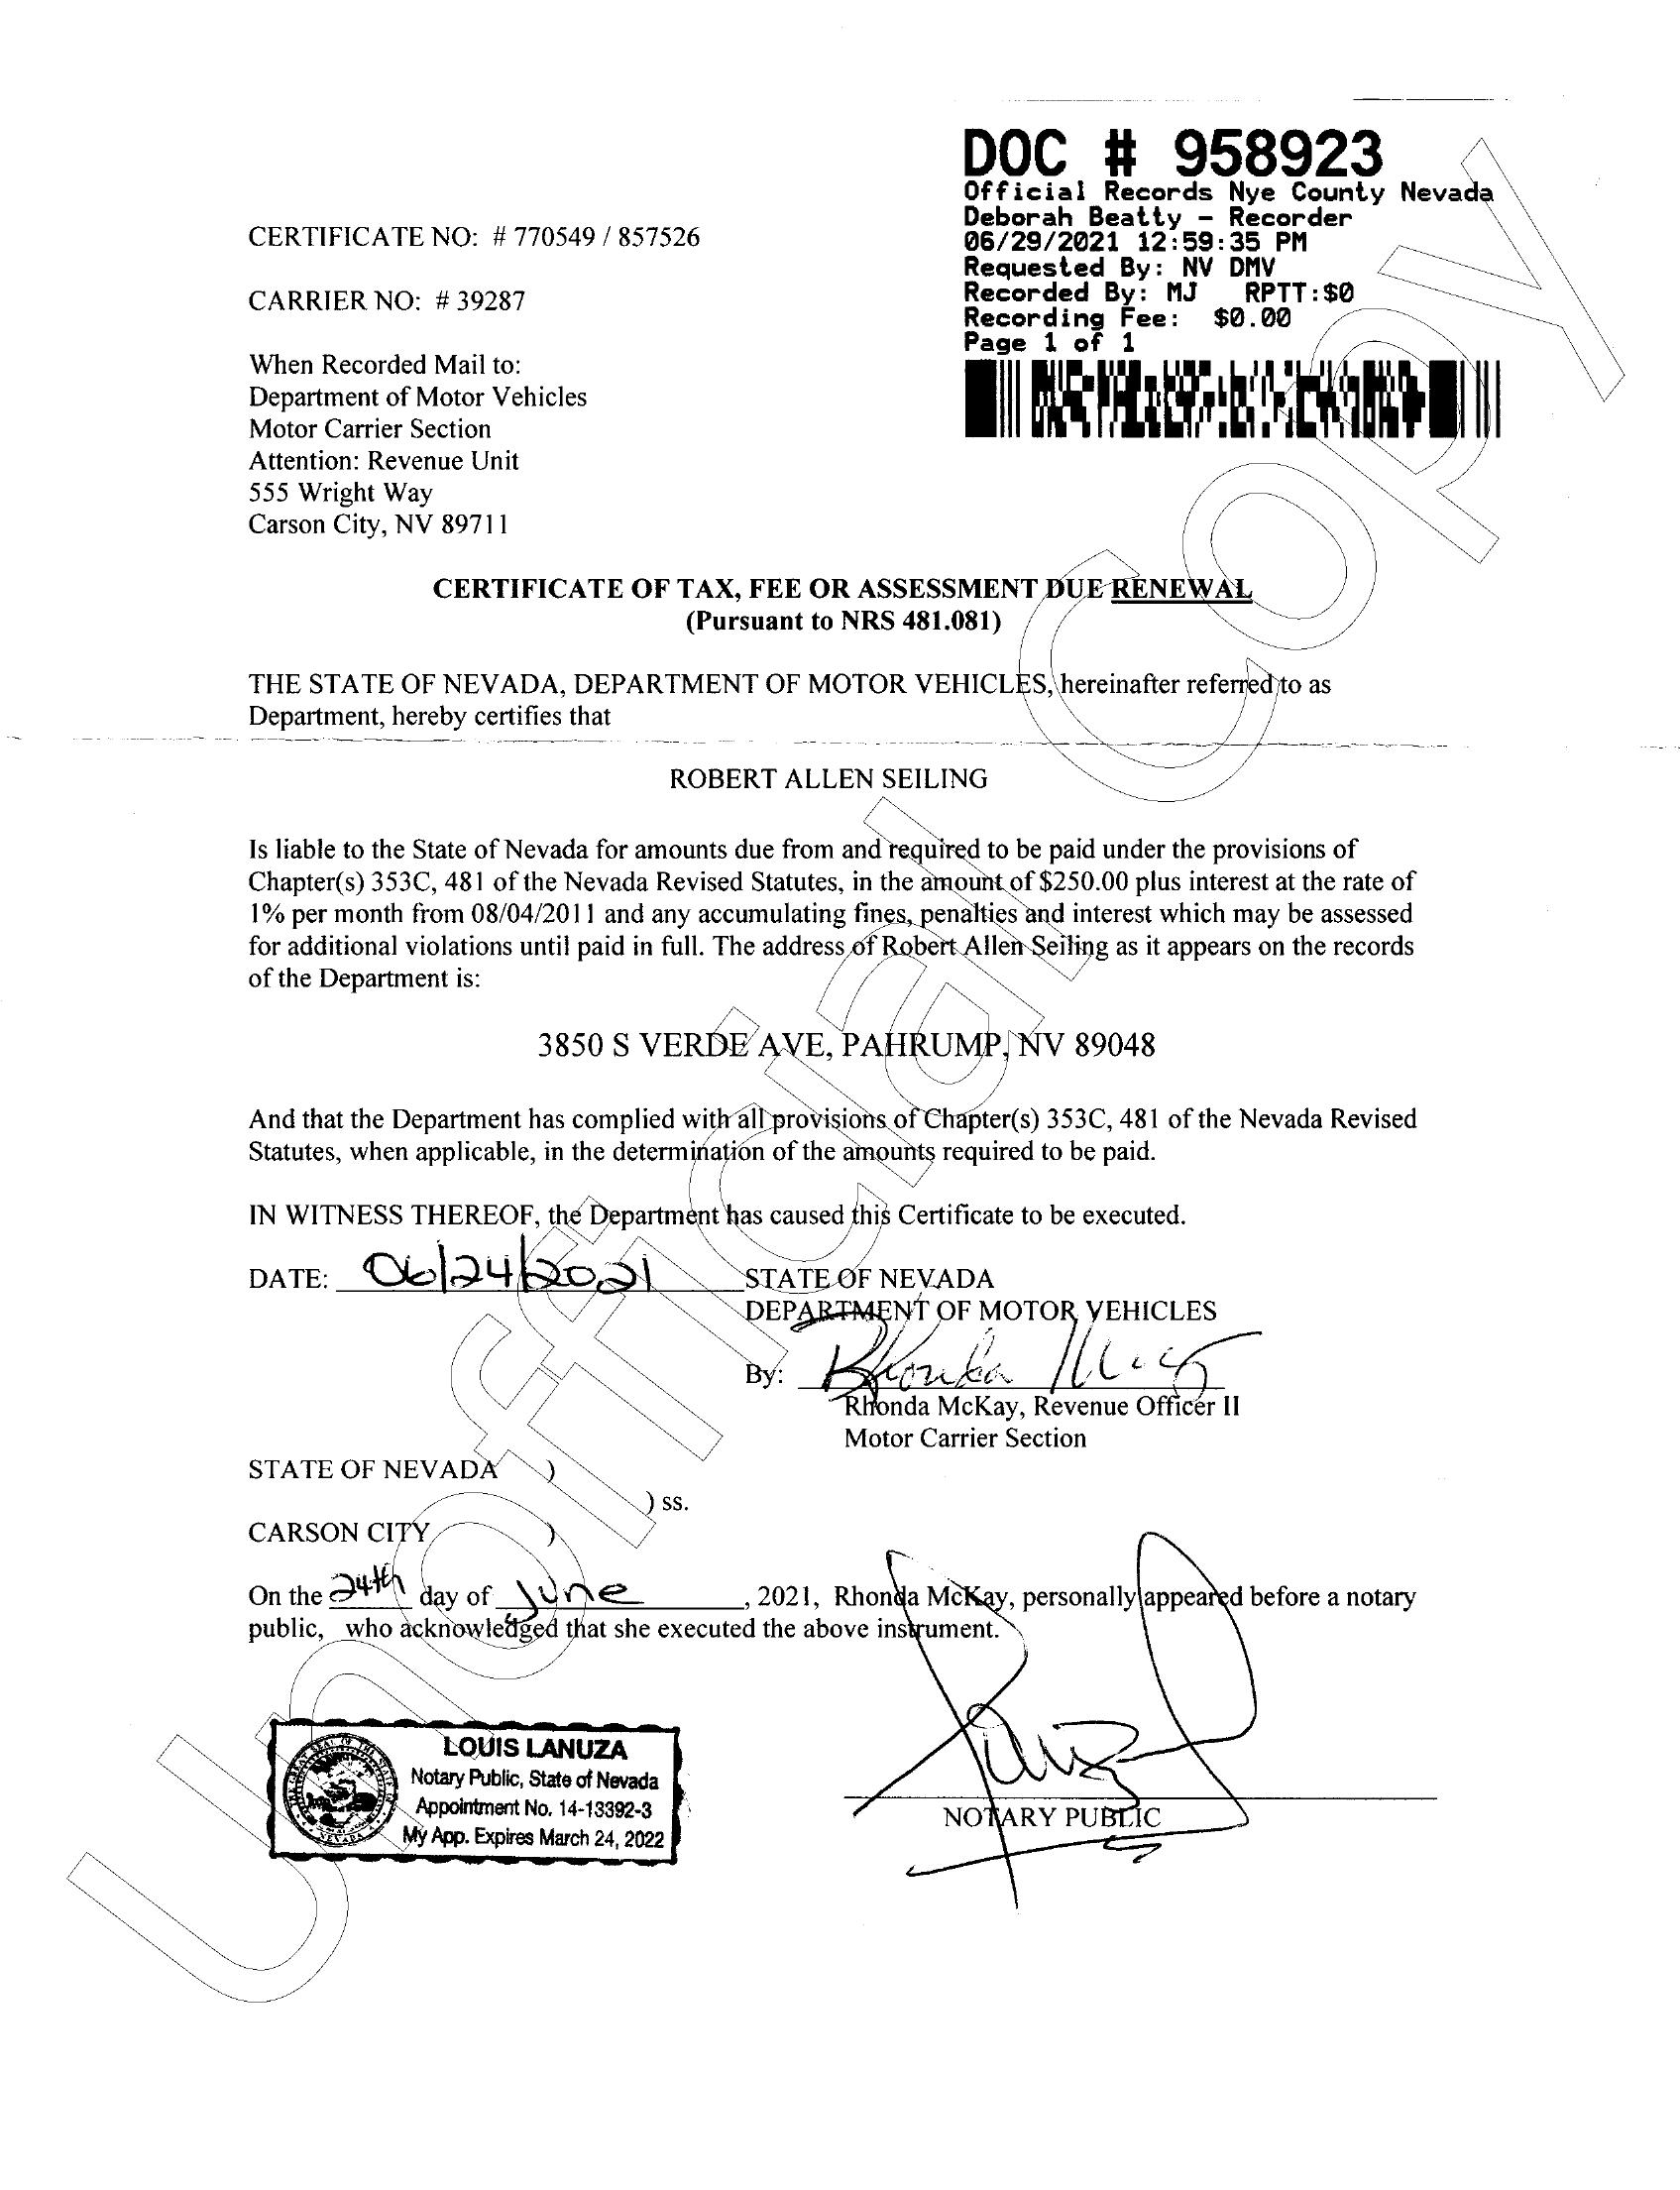 DOC # 958923
Official Records Nye County Nevada
Deborah Beatty - Recorder
06/29/2021 12:59:35 PM
Requested By: NV DMV
Recorded By: MJ RPTT:$0
Recording Fee: $0.00
Page 1 of 1
CERTIFICATE NO: # 770549 / 857526
CARRIER NO: # 39287
When Recorded Mail to:
Department of Motor Vehicles
Motor Carrier Section
Attention: Revenue Unit
555 Wright Way
Carson City, NV 89711
CERTIFICATE OF TAX, FEE OR ASSESSMENT DUE RENEWAL
(Pursuant to NRS 481.081)
THE STATE OF NEVADA, DEPARTMENT OF MOTOR VEHICLES, hereinafter referred to as
Department, hereby certifies that
ROBERT ALLEN SEILING
Is liable to the State of Nevada for amounts due from and required to be paid under the provisions of
Chapter(s) 353C, 481 of the Nevada Revised Statutes, in the amount of $250.00 plus interest at the rate of
1% per month from 08/04/2011 and any accumulating fines, penalties and interest which may be assessed
for additional violations until paid in full. The address of Robert Allen Seiling as it appears on the records
of the Department is:
3850 S VERDE AVE, PAHRUMP, NV 89048
And that the Department has complied with all provisions of Chapter(s) 353C, 481 of the Nevada Revised
Statutes, when applicable, in the determination of the amounts required to be paid.
IN WITNESS THEREOF, the Department has caused this Certificate to be executed.
DATE: 06/24/2021 STATE OF NEVADA
DEPARTMENT OF MOTOR VEHICLES
By: Rhonda McKay
Rhonda McKay, Revenue Officer II
Motor Carrier Section
STATE OF NEVADA )
) ss.
CARSON CITY )
On the 24th day of June, 2021, Rhonda McKay, personally appeared before a notary
public, who acknowledged that she executed the above instrument.
LOUIS LANUZA
Notary Public, State of Nevada
Appointment No. 14-13392-3
My App. Expires March 24, 2022
NOTARY PUBLIC
Unofficial Copy